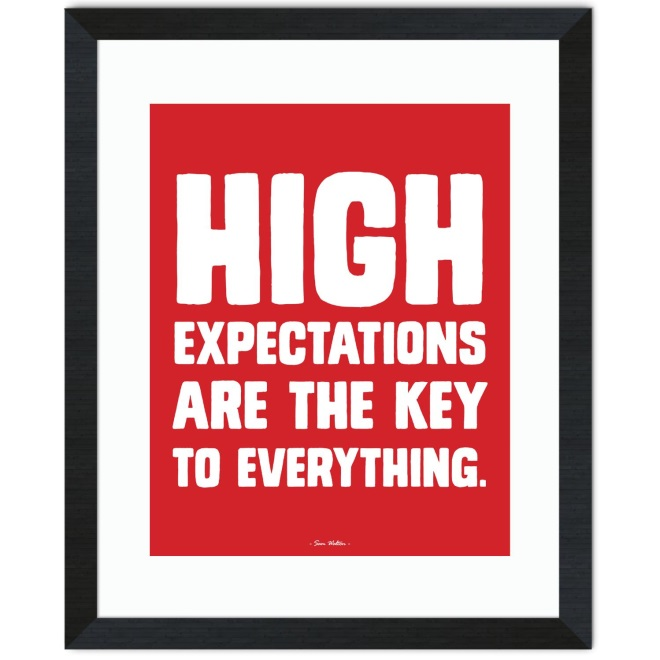 HIGH
EXPECTATIONS
ARE THE KEY
TO EVERYTHING.
- Sam Walton -